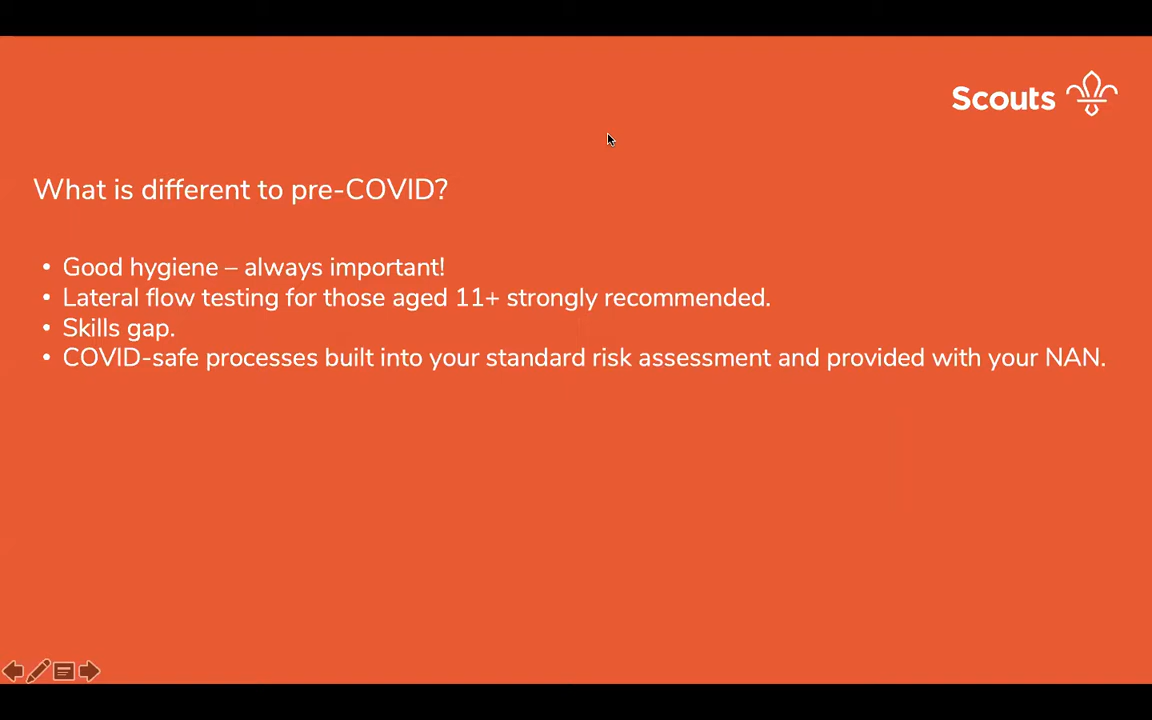 Scouts
What is different to pre-COVID?
• Good hygiene – always important!
• Lateral flow testing for those aged 11+ strongly recommended.
• Skills gap.
• COVID-safe processes built into your standard risk assessment and provided with your NAN.